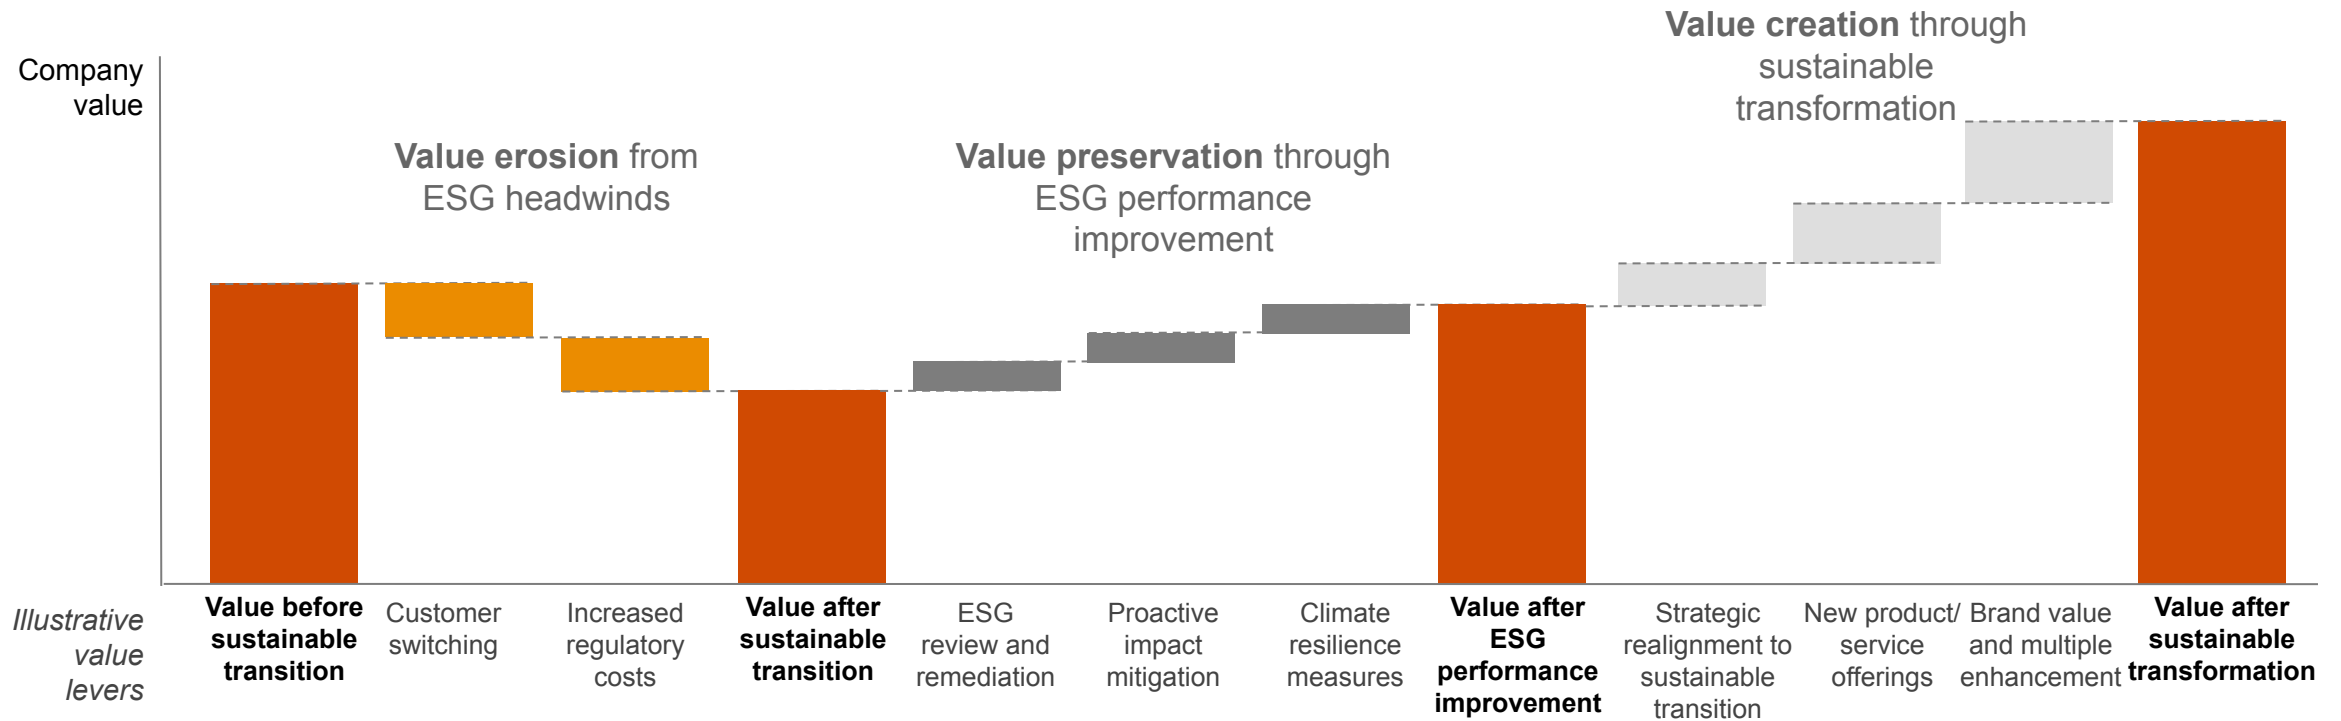 Company
value
Value erosion from
ESG headwinds
Value preservation through
ESG performance
improvement
Value creation through
sustainable
transformation
Illustrative
value
levers
Value before
sustainable
transition
Customer
switching
Increased
regulatory
costs
Value after
sustainable
transition
ESG
review and
remediation
Proactive
impact
mitigation
Climate
resilience
measures
Value after
ESG
performance
improvement
Strategic
realignment to
sustainable
transition
New product/
service
offerings
Brand value
and multiple
enhancement
Value after
sustainable
transformation